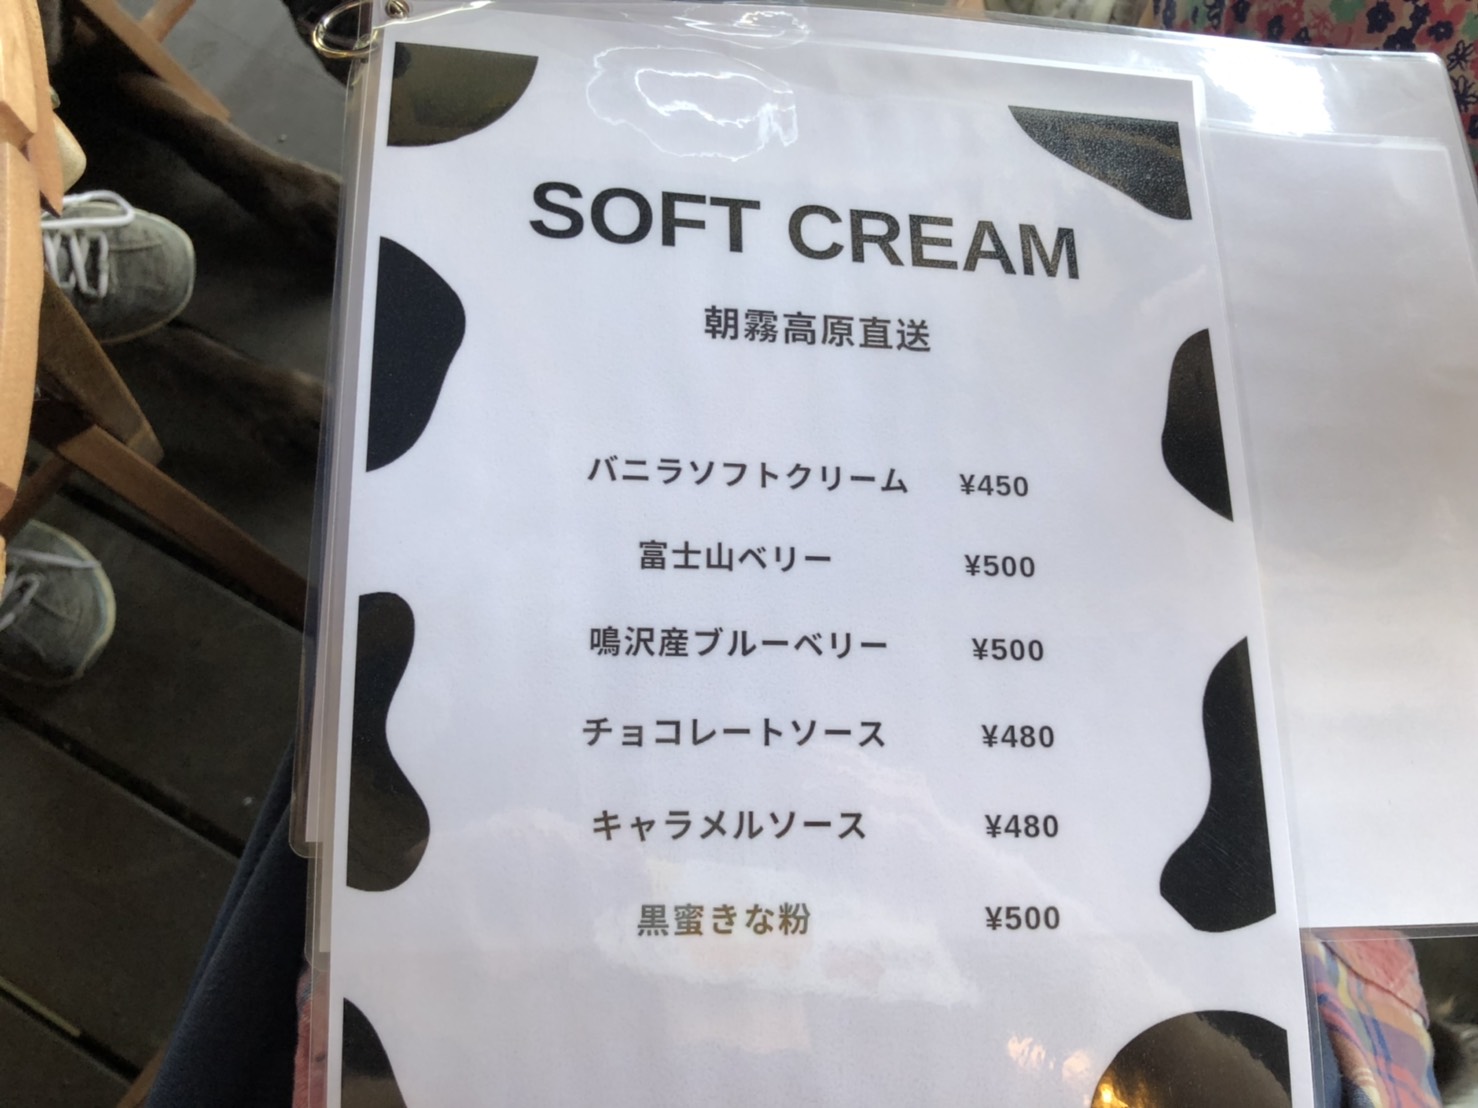 SOFT CREAM
朝霧高原直送
バニラソフトクリーム ¥450
富士山ベリー ¥500
鳴沢産ブルーベリー ¥500
チョコレートソース ¥480
キャラメルソース ¥480
黒蜜きな粉 ¥500